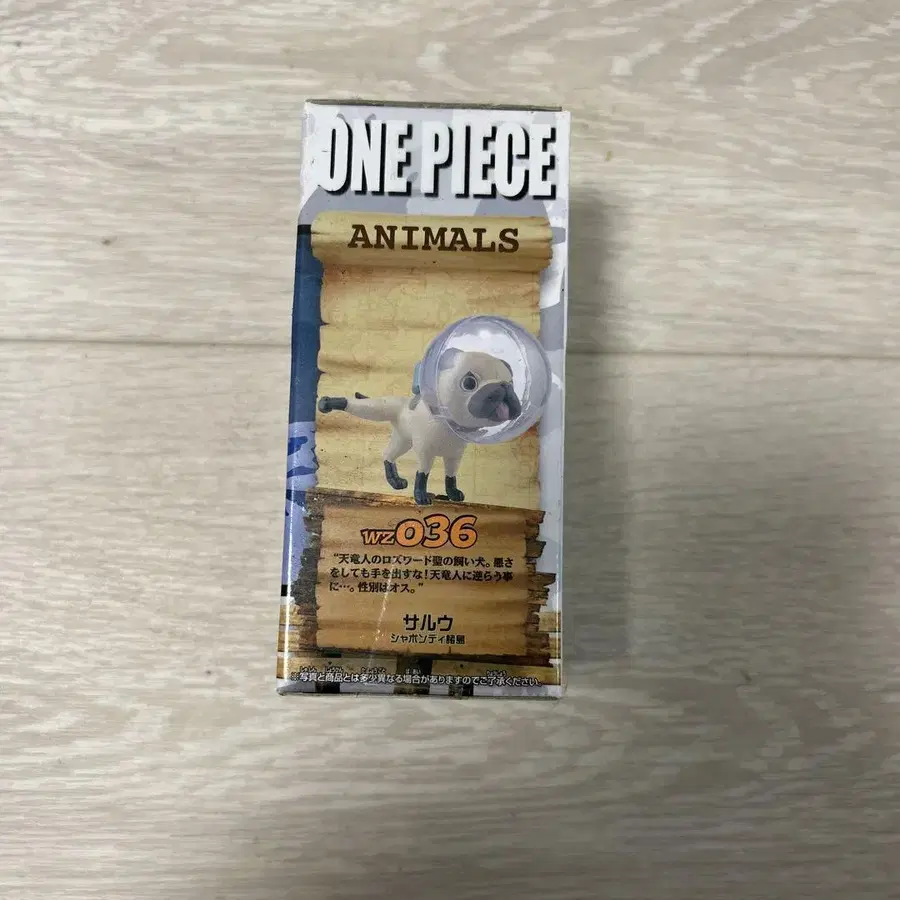 ONE PIECE
ANIMALS
WZ036
"天竜人のロズワード聖の飼い犬。悪さ
をしても手を出すな!天竜人に逆らう事
に…。性別はオス。"
サルウ
シャボンディ諸島
※写真と商品とは多少異なる場合がありますのでご了承ください。